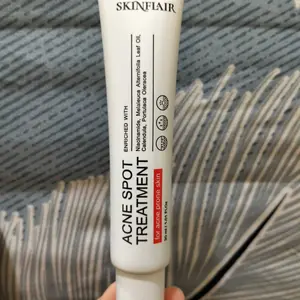 SKINFLAIR
ACNE SPOT
TREATMENT
ENRICHED WITH
Niacinamide, Melaleuca Alternifolia Leaf Oil,
Calendula, Portulaca Oleracea
for acne prone skin